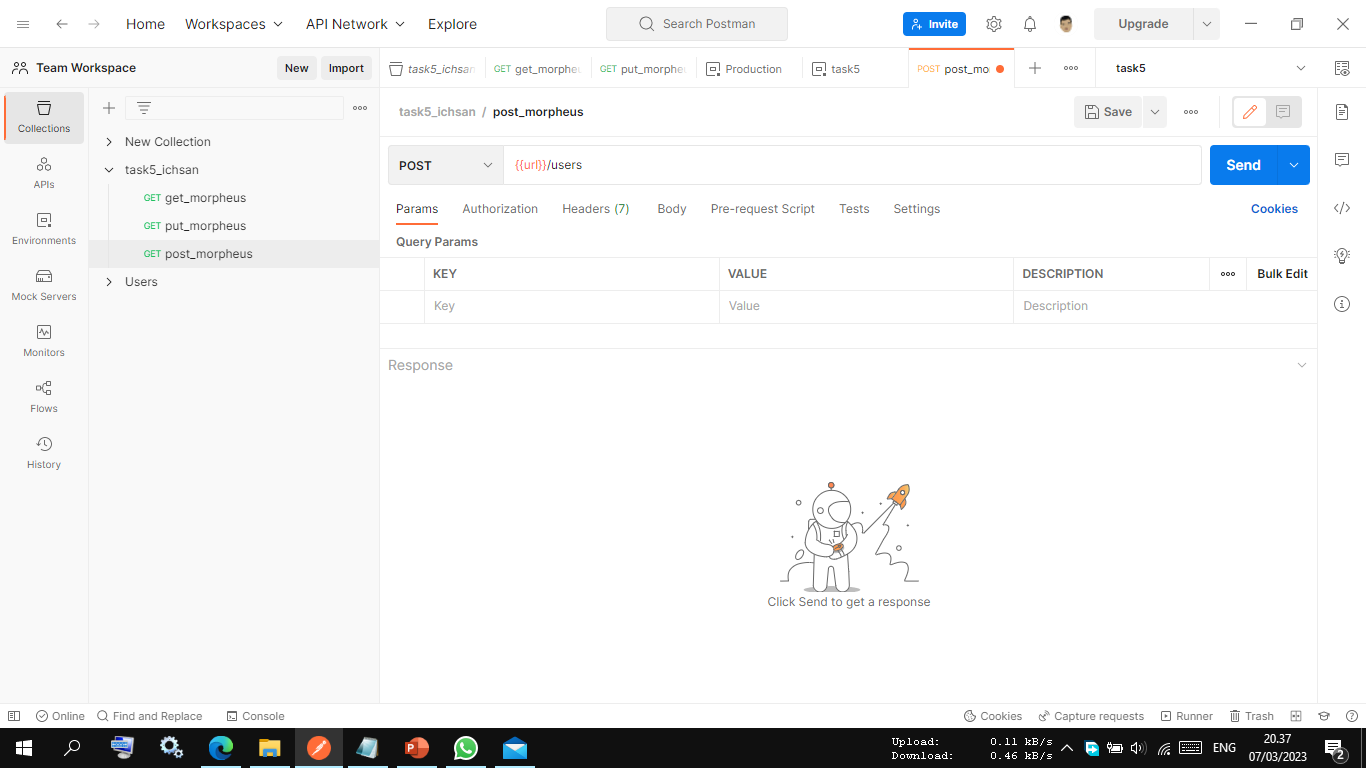 Home Workspaces API Network Explore Search Postman Invite Upgrade
Team Workspace New Import
task5_ichsan GET get_morpheu GET put_morphe Production task5 POST post_mo task5
Collections
APIs
Environments
Mock Servers
Monitors
Flows
History
New Collection
task5_ichsan
GET get_morpheus
GET put_morpheus
GET post_morpheus
Users
task5_ichsan / post_morpheus Save
POST {{url}}/users Send
Params Authorization Headers (7) Body Pre-request Script Tests Settings Cookies
Query Params
KEY VALUE DESCRIPTION Bulk Edit
Key Value Description
Response
Click Send to get a response
Online Find and Replace Console Cookies Capture requests Runner Trash
Upload: 0.11 kB/s
Download: 0.46 kB/s
ENG
20.37
07/03/2023
2